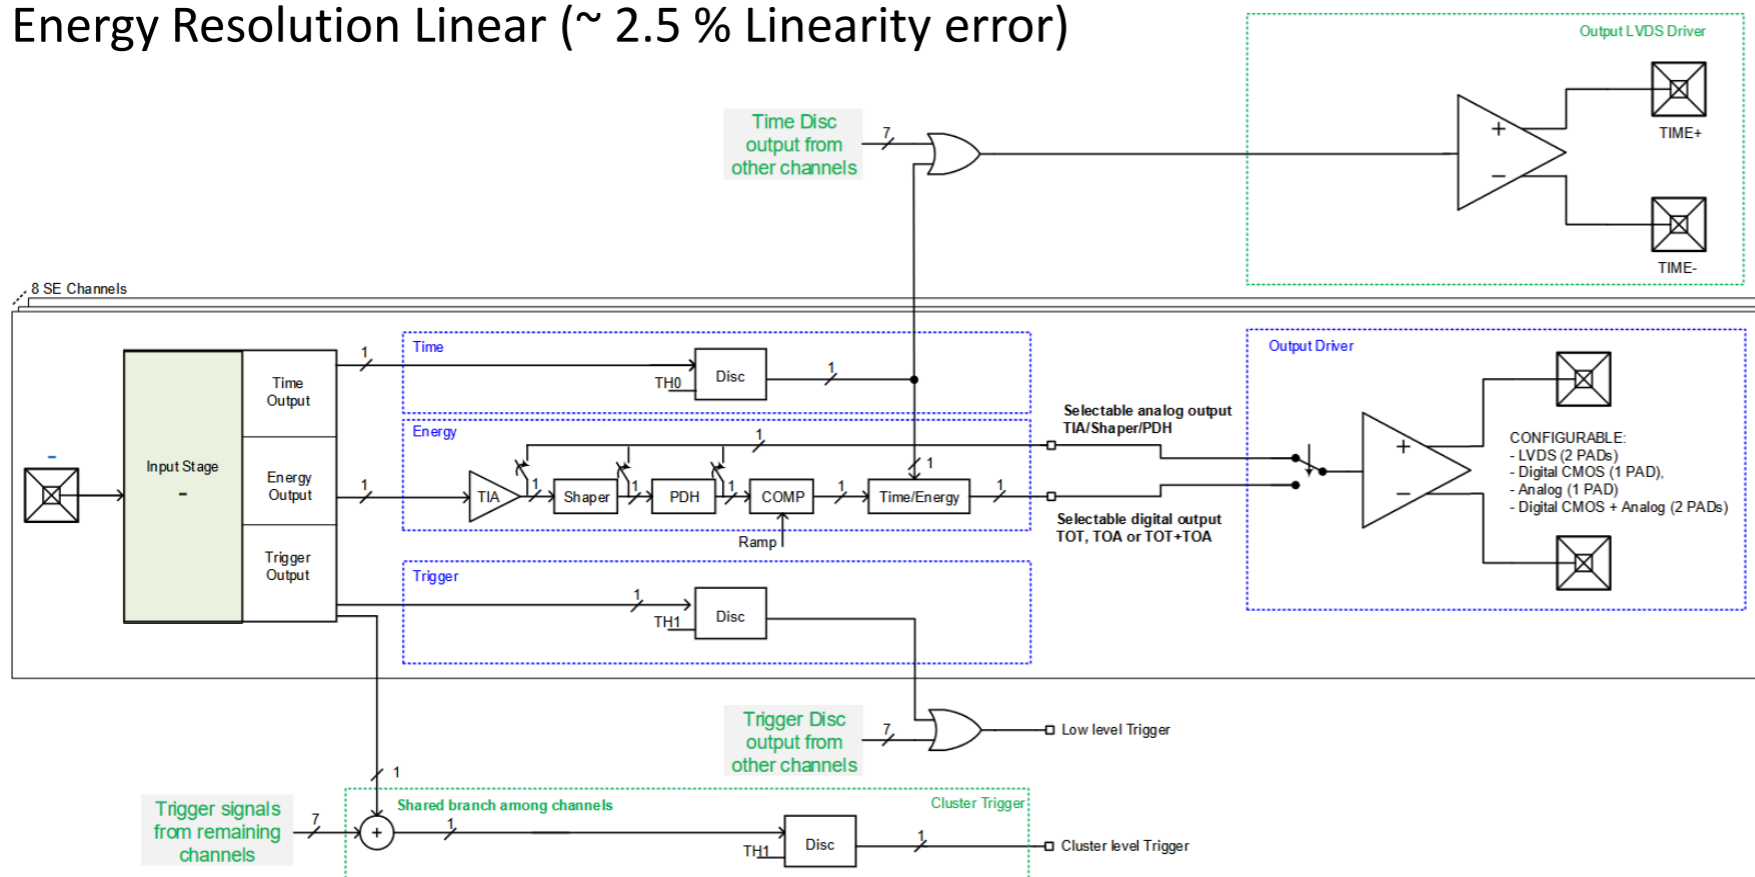 Energy Resolution Linear (~ 2.5 % Linearity error)
Output LVDS Driver
TIME+
TIME-
Time Disc
output from
other channels
7
8 SE Channels
Input Stage
-
-
Time
Output
Energy
Output
Trigger
Output
1
Time
TH0
Disc
1
1
Energy
TIA
1
Shaper
1
PDH
1
COMP
Ramp
1
1
Time/Energy
1
1
Selectable analog output
TIA/Shaper/PDH
Selectable digital output
TOT, TOA or TOT+TOA
Output Driver
+
−
+
−
CONFIGURABLE:
- LVDS (2 PADs)
- Digital CMOS (1 PAD),
- Analog (1 PAD)
- Digital CMOS + Analog (2 PADs)
Trigger
1
TH1
Disc
Trigger Disc
output from
other channels
7
Low level Trigger
1
Trigger signals
from remaining
channels
7
+
Shared branch among channels
Cluster Trigger
1
TH1
Disc
1
Cluster level Trigger